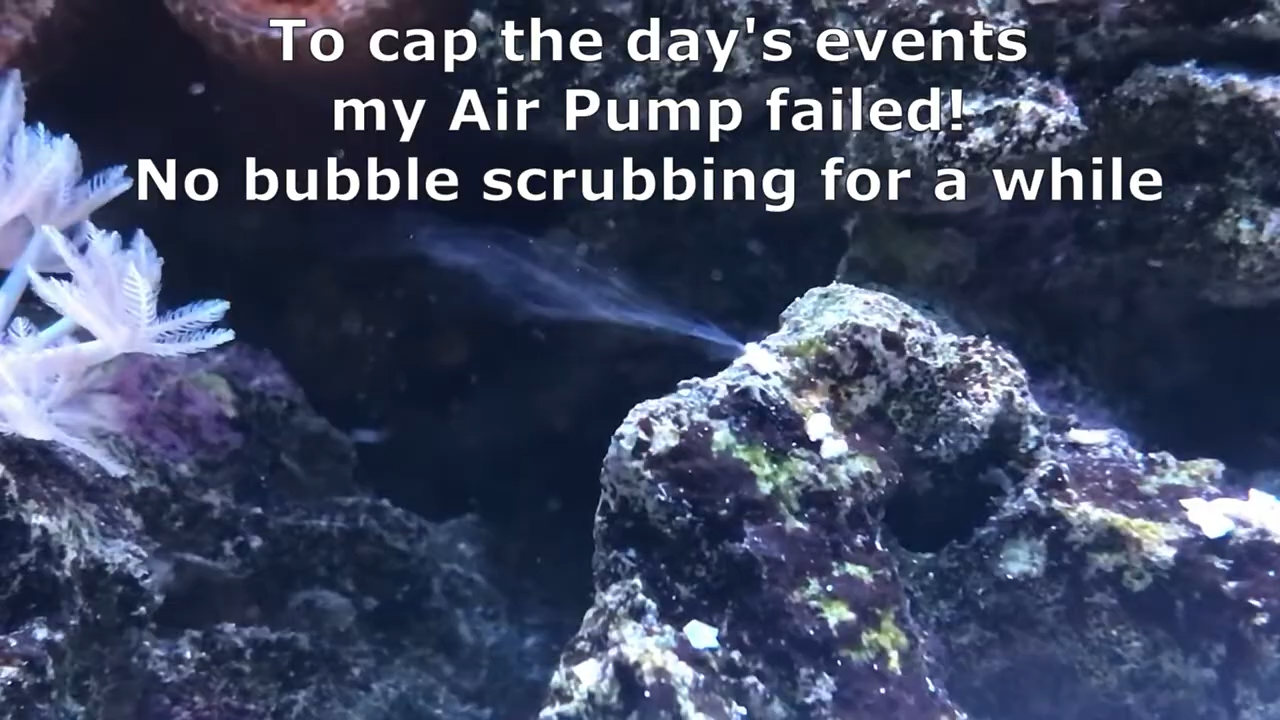 To cap the day's events
my Air Pump failed!
No bubble scrubbing for a while